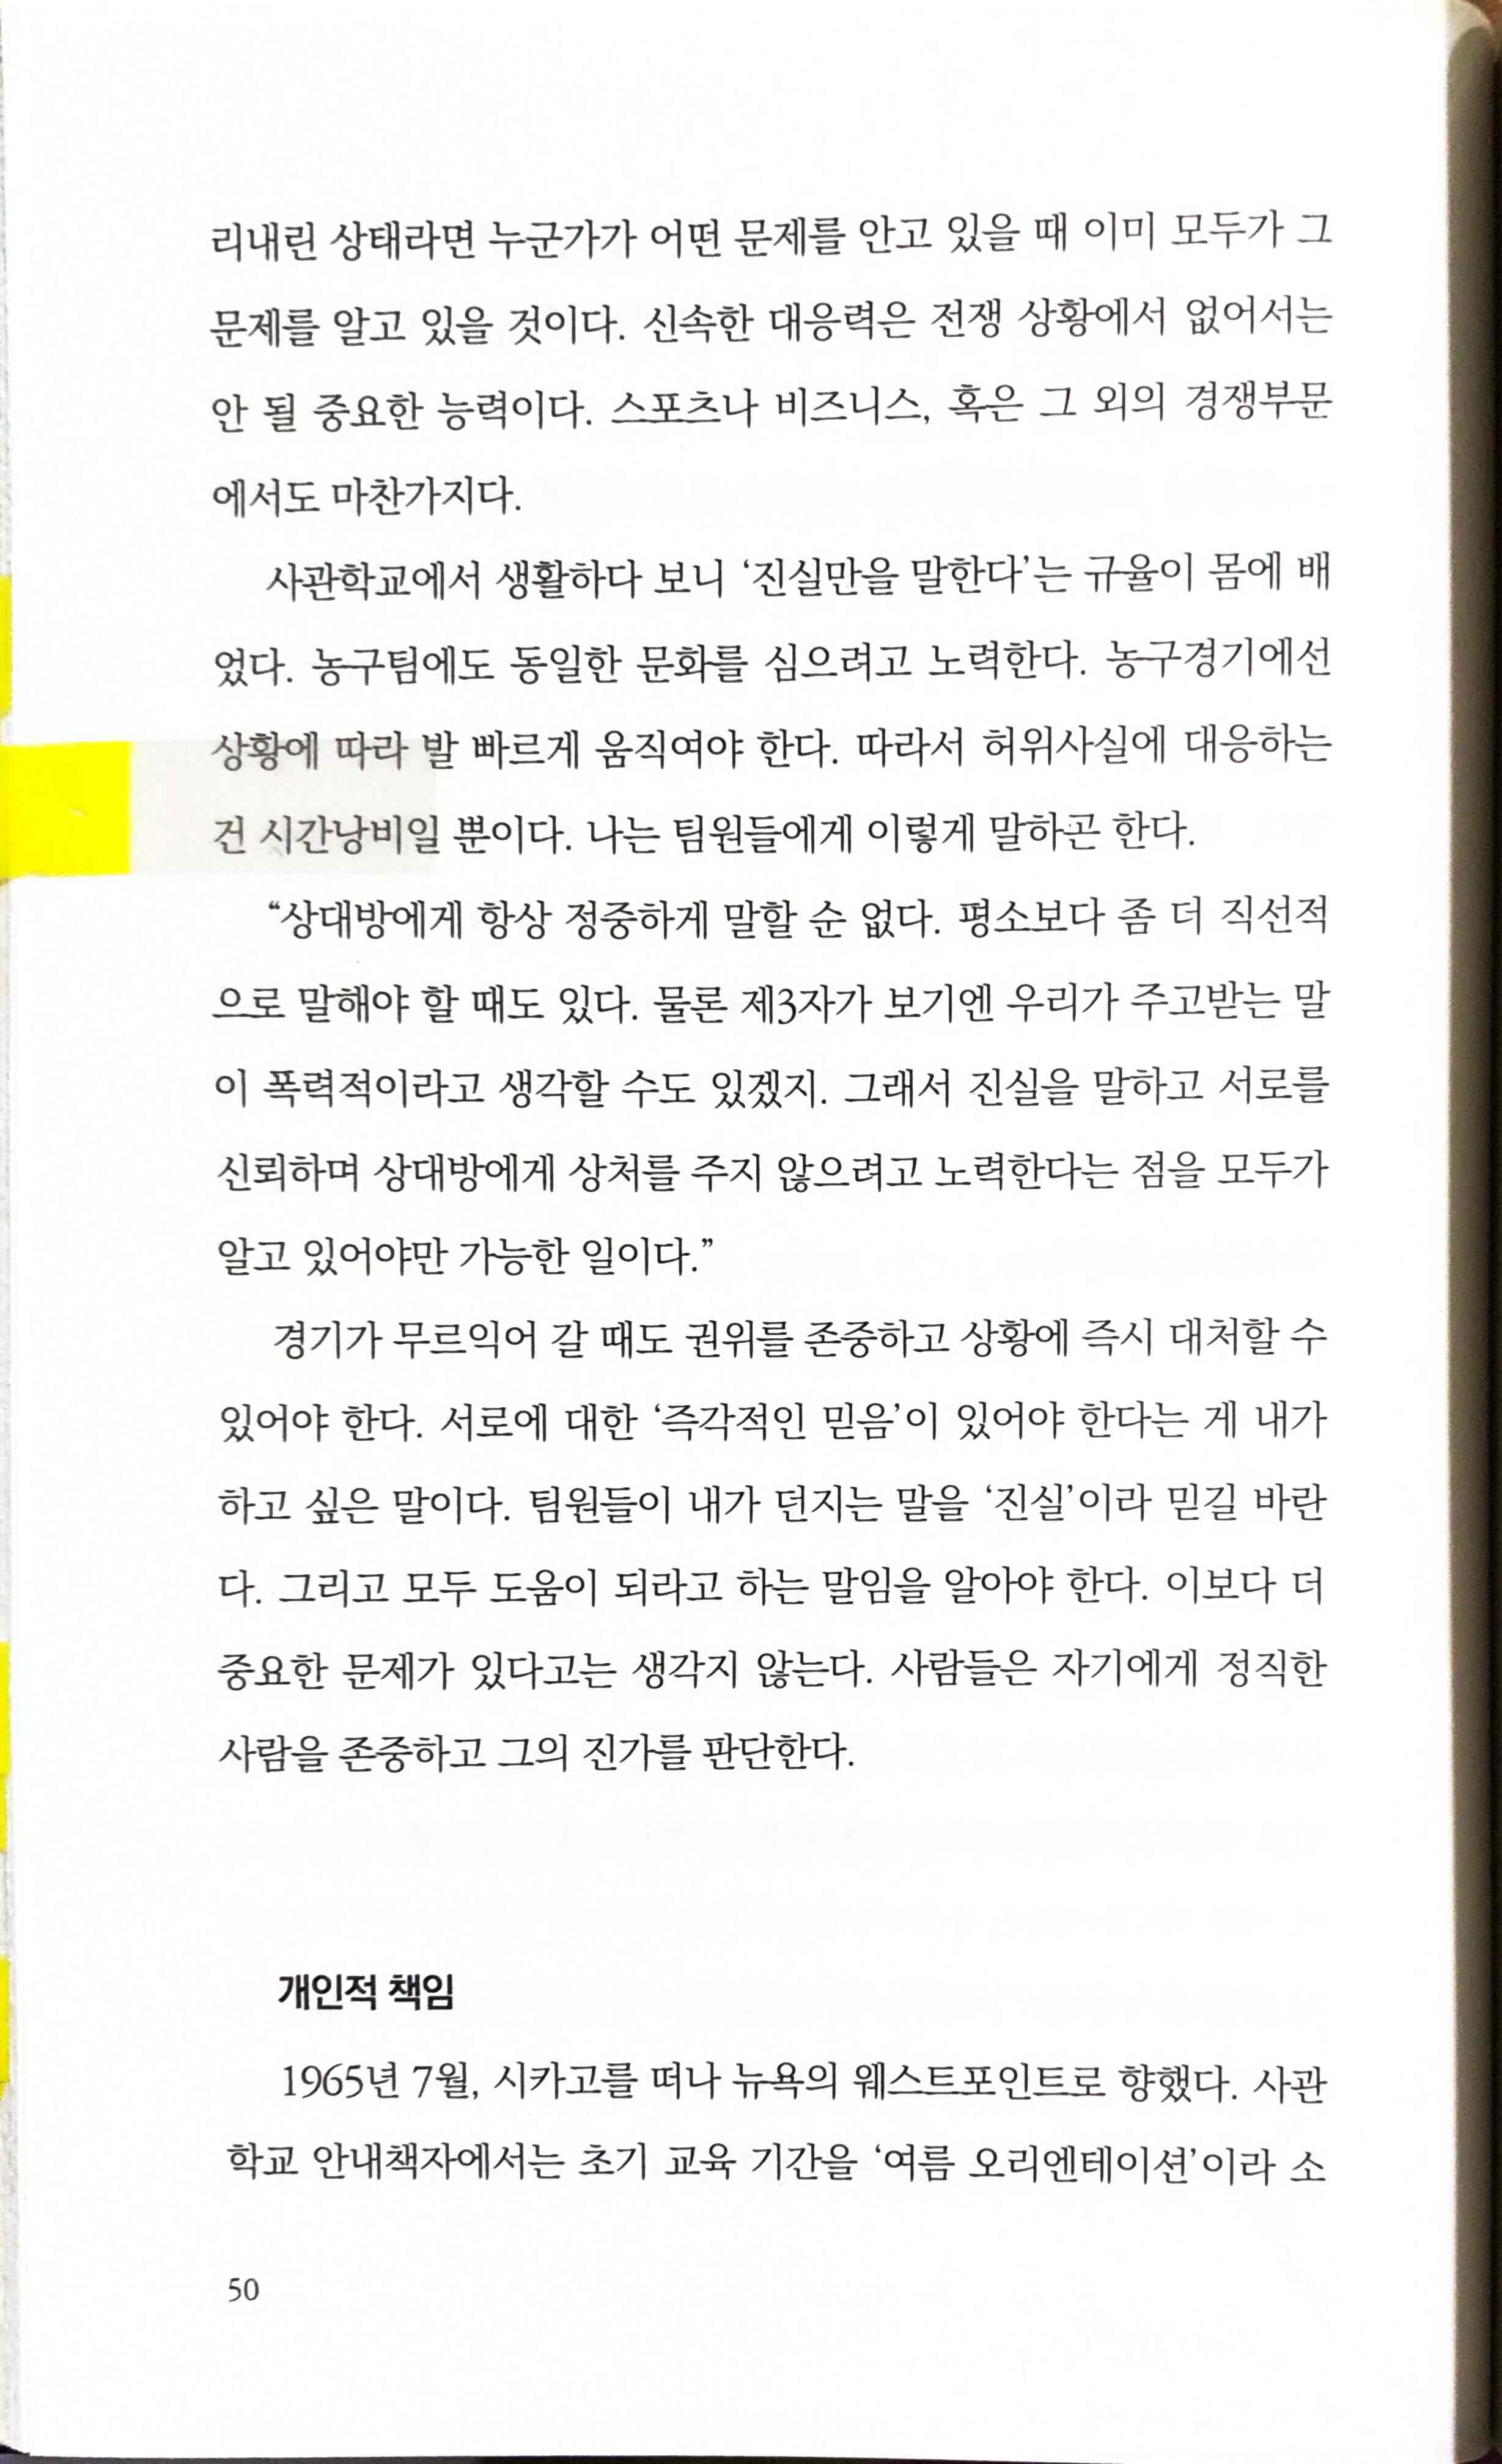 리내린 상태라면 누군가가 어떤 문제를 안고 있을 때 이미 모두가 그
문제를 알고 있을 것이다. 신속한 대응력은 전쟁 상황에서 없어서는
안 될 중요한 능력이다. 스포츠나 비즈니스, 혹은 그 외의 경쟁부문
에서도 마찬가지다.
사관학교에서 생활하다 보니 ‘진실만을 말한다’는 규율이 몸에 배
었다. 농구팀에도 동일한 문화를 심으려고 노력한다. 농구경기에선
상황에 따라 발 빠르게 움직여야 한다. 따라서 허위사실에 대응하는
건 시간낭비일 뿐이다. 나는 팀원들에게 이렇게 말하곤 한다.
“상대방에게 항상 정중하게 말할 순 없다. 평소보다 좀 더 직선적
으로 말해야 할 때도 있다. 물론 제3자가 보기엔 우리가 주고받는 말
이 폭력적이라고 생각할 수도 있겠지. 그래서 진실을 말하고 서로를
신뢰하며 상대방에게 상처를 주지 않으려고 노력한다는 점을 모두가
알고 있어야만 가능한 일이다.”
경기가 무르익어 갈 때도 권위를 존중하고 상황에 즉시 대처할 수
있어야 한다. 서로에 대한 ‘즉각적인 믿음’이 있어야 한다는 게 내가
하고 싶은 말이다. 팀원들이 내가 던지는 말을 ‘진실’이라 믿길 바란
다. 그리고 모두 도움이 되라고 하는 말임을 알아야 한다. 이보다 더
중요한 문제가 있다고는 생각지 않는다. 사람들은 자기에게 정직한
사람을 존중하고 그의 진가를 판단한다.
개인적 책임
1965년 7월, 시카고를 떠나 뉴욕의 웨스트포인트로 향했다. 사관
학교 안내책자에서는 초기 교육 기간을 ‘여름 오리엔테이션’이라 소
50